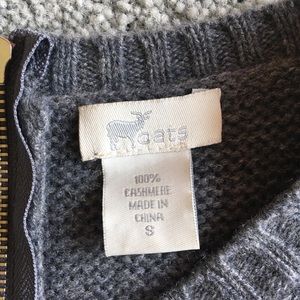 oats
100%
CASHMERE
MADE IN
CHINA
S